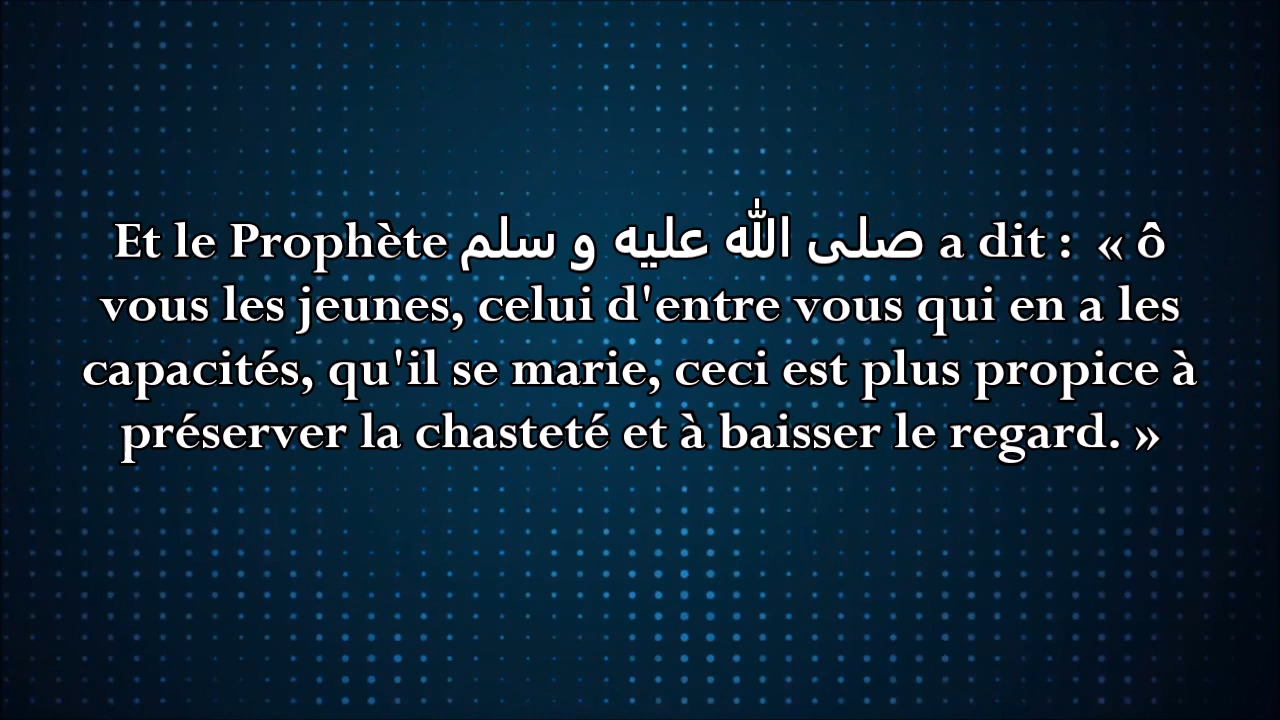 Et le Prophète صلى الله عليه و سلم a dit :  « ô
vous les jeunes, celui d'entre vous qui en a les
capacités, qu'il se marie, ceci est plus propice à
préserver la chasteté et à baisser le regard. »